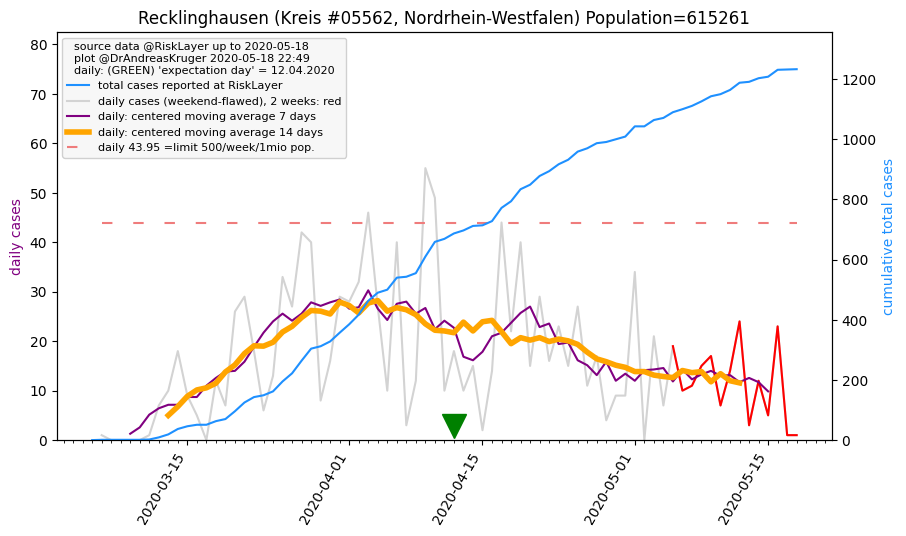 Recklinghausen (Kreis #05562, Nordrhein-Westfalen) Population=615261
source data @RiskLayer up to 2020-05-18
plot @DrAndreasKruger 2020-05-18 22:49
daily: (GREEN) 'expectation day' = 12.04.2020
total cases reported at RiskLayer
daily cases (weekend-flawed), 2 weeks: red
daily: centered moving average 7 days
daily: centered moving average 14 days
daily 43.95 =limit 500/week/1mio pop.
daily cases
80
70
60
50
40
30
20
10
0
cumulative total cases
1200
1000
800
600
400
200
0
2020-03-15
2020-04-01
2020-04-15
2020-05-01
2020-05-15